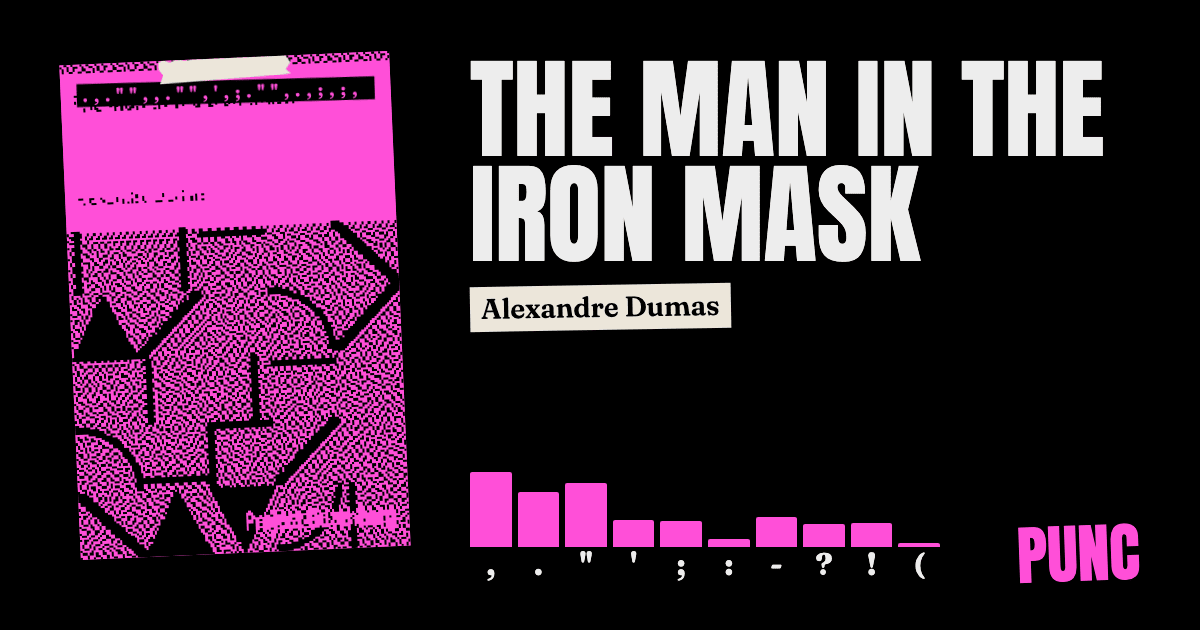 .,.,"",,."",',;."",.,;,;,
THE MAN IN THE
IRON MASK
Alexandre Dumas
, . " ' ; : - ? ! (
PUNC